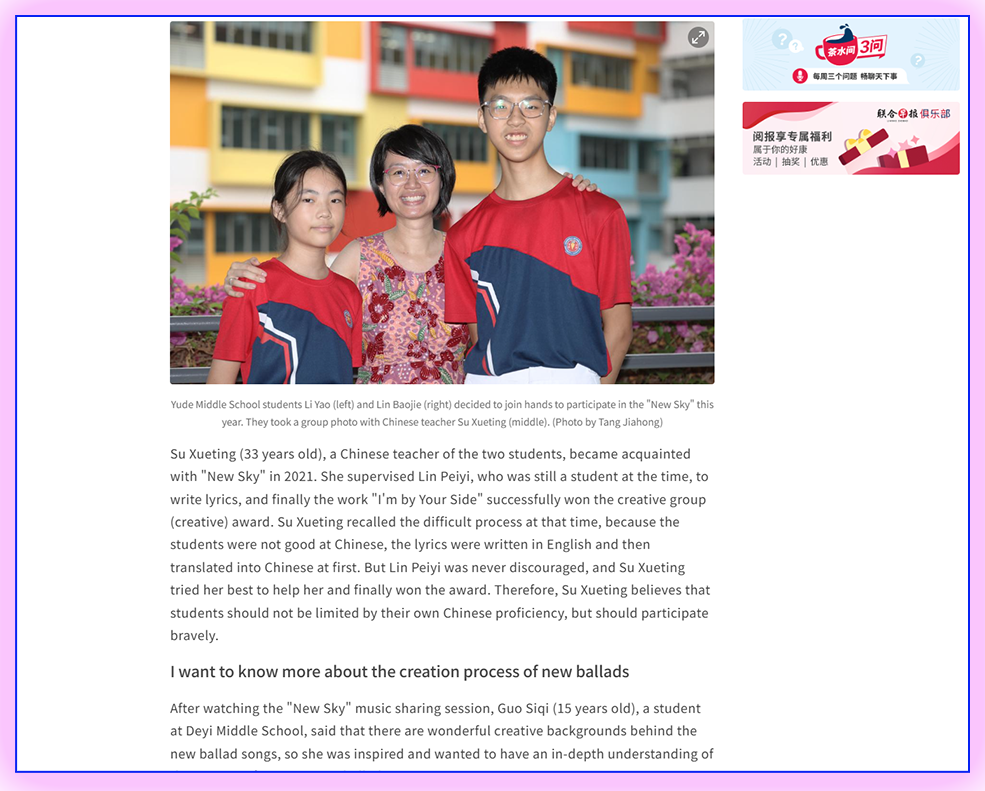 茶水间 3问
每周三个问题 畅聊天下事
联合早报俱乐部
阅报享专属福利
属于你的好康
活动 | 抽奖 | 优惠
Yude Middle School students Li Yao (left) and Lin Baojie (right) decided to join hands to participate in the "New Sky" this
year. They took a group photo with Chinese teacher Su Xueting (middle). (Photo by Tang Jiahong)
Su Xueting (33 years old), a Chinese teacher of the two students, became acquainted
with "New Sky" in 2021. She supervised Lin Peiyi, who was still a student at the time, to
write lyrics, and finally the work "I'm by Your Side" successfully won the creative group
(creative) award. Su Xueting recalled the difficult process at that time, because the
students were not good at Chinese, the lyrics were written in English and then
translated into Chinese at first. But Lin Peiyi was never discouraged, and Su Xueting
tried her best to help her and finally won the award. Therefore, Su Xueting believes that
students should not be limited by their own Chinese proficiency, but should participate
bravely.
I want to know more about the creation process of new ballads
After watching the "New Sky" music sharing session, Guo Siqi (15 years old), a student
at Deyi Middle School, said that there are wonderful creative backgrounds behind the
new ballad songs, so she was inspired and wanted to have an in-depth understanding of